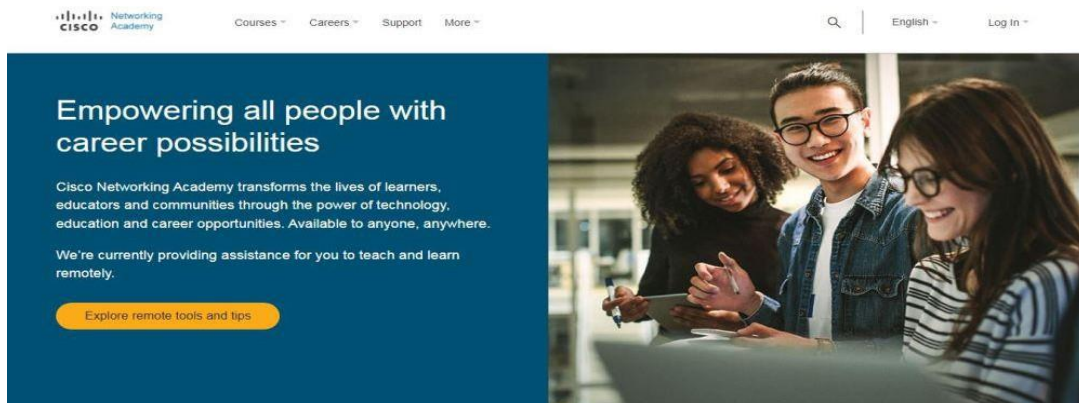 Networking
CISCO Academy
Courses
Careers
Support
More
English
Log In
Empowering all people with
career possibilities
Cisco Networking Academy transforms the lives of learners,
educators and communities through the power of technology,
education and career opportunities. Available to anyone, anywhere.
We're currently providing assistance for you to teach and learn
remotely.
Explore remote tools and tips